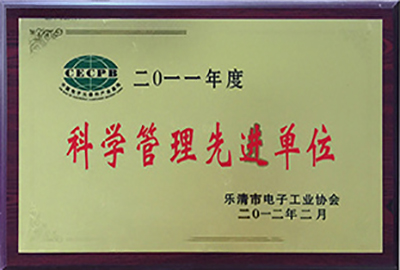 CECPB
二〇一一年度
科学管理先进单位
乐清市电子工业协会
二〇一二年二月